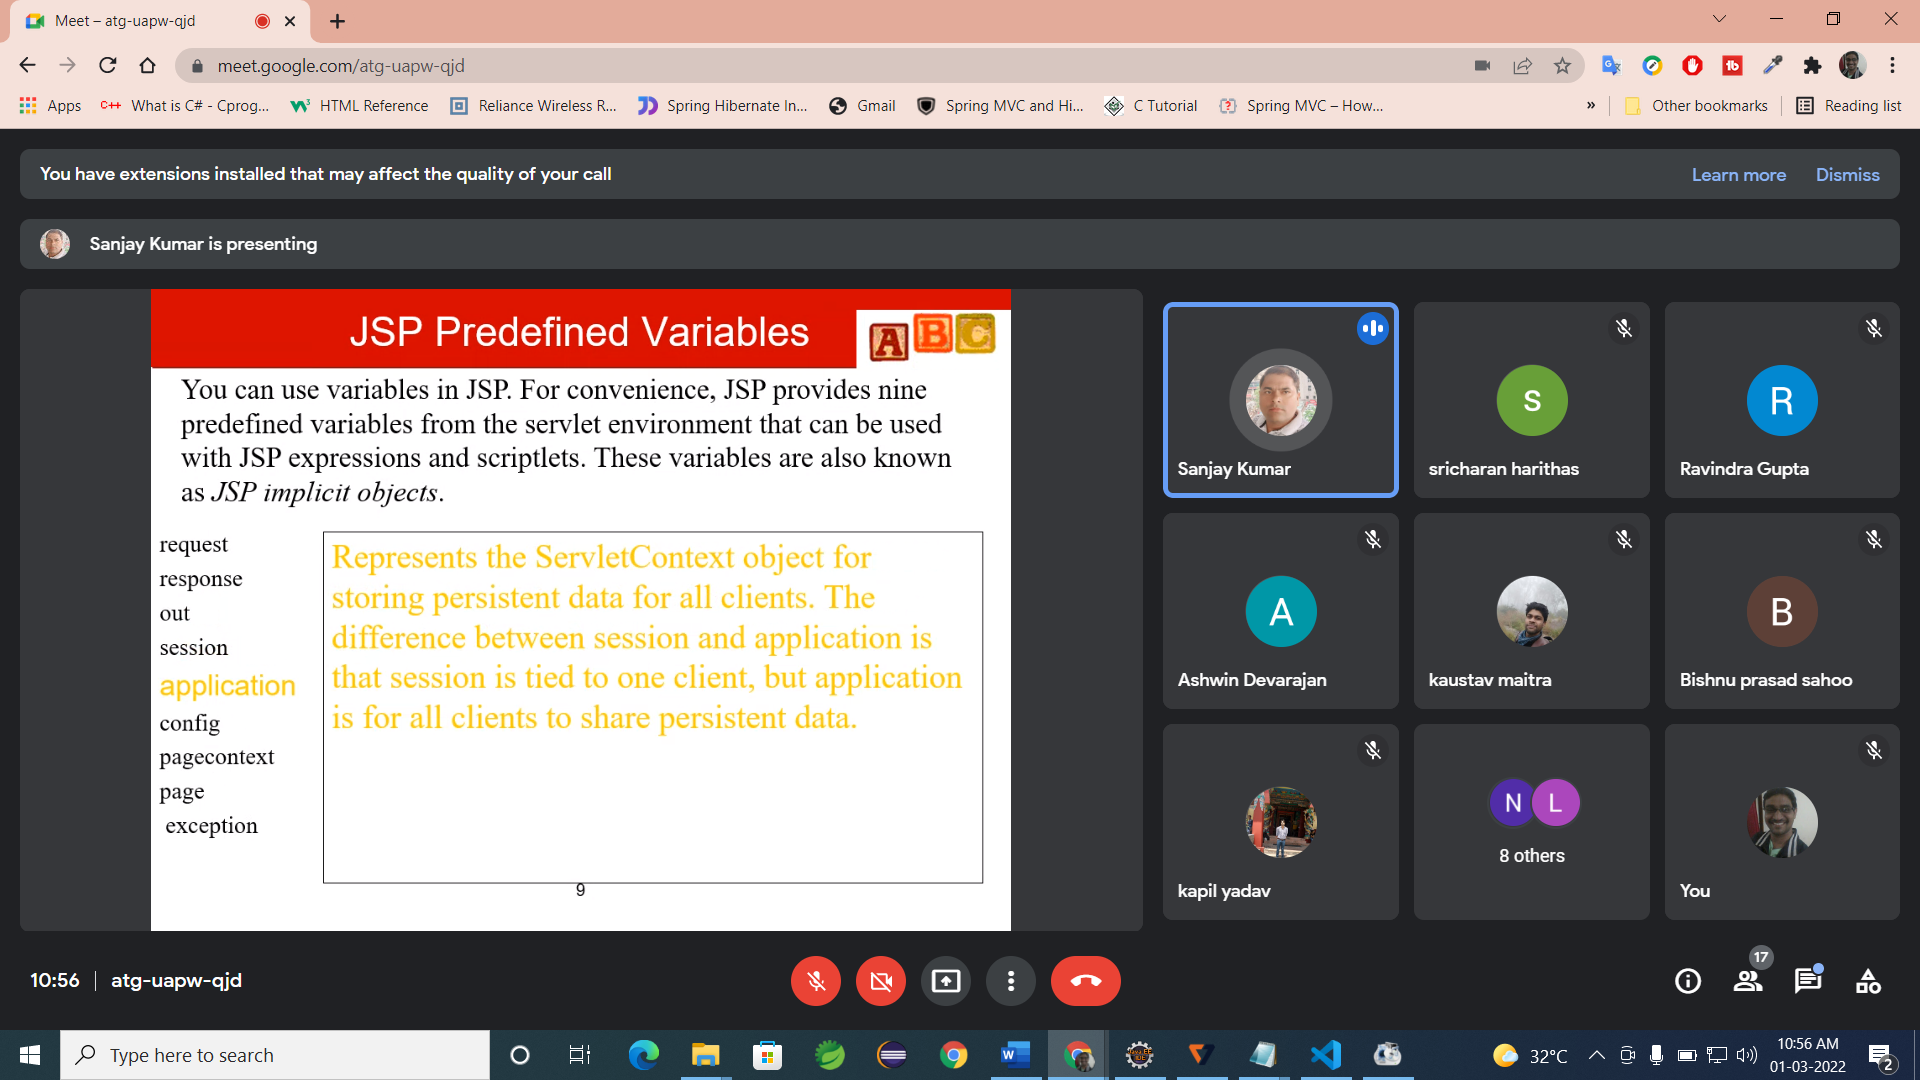 Meet – atg-uapw-qjd
meet.google.com/atg-uapw-qjd
Apps
C++ What is C# - Cprog...
W3 HTML Reference
Reliance Wireless R...
Spring Hibernate In...
Gmail
Spring MVC and Hi...
C Tutorial
Spring MVC – How...
»
Other bookmarks
Reading list
You have extensions installed that may affect the quality of your call
Learn more
Dismiss
Sanjay Kumar is presenting
JSP Predefined Variables
A B C
You can use variables in JSP. For convenience, JSP provides nine
predefined variables from the servlet environment that can be used
with JSP expressions and scriptlets. These variables are also known
as JSP implicit objects.
request
response
out
session
application
config
pagecontext
page
exception
Represents the ServletContext object for
storing persistent data for all clients. The
difference between session and application is
that session is tied to one client, but application
is for all clients to share persistent data.
9
Sanjay Kumar
S
sricharan harithas
R
Ravindra Gupta
A
Ashwin Devarajan
kaustav maitra
B
Bishnu prasad sahoo
kapil yadav
N L
8 others
You
10:56
atg-uapw-qjd
17
Type here to search
32°C
10:56 AM
01-03-2022
2